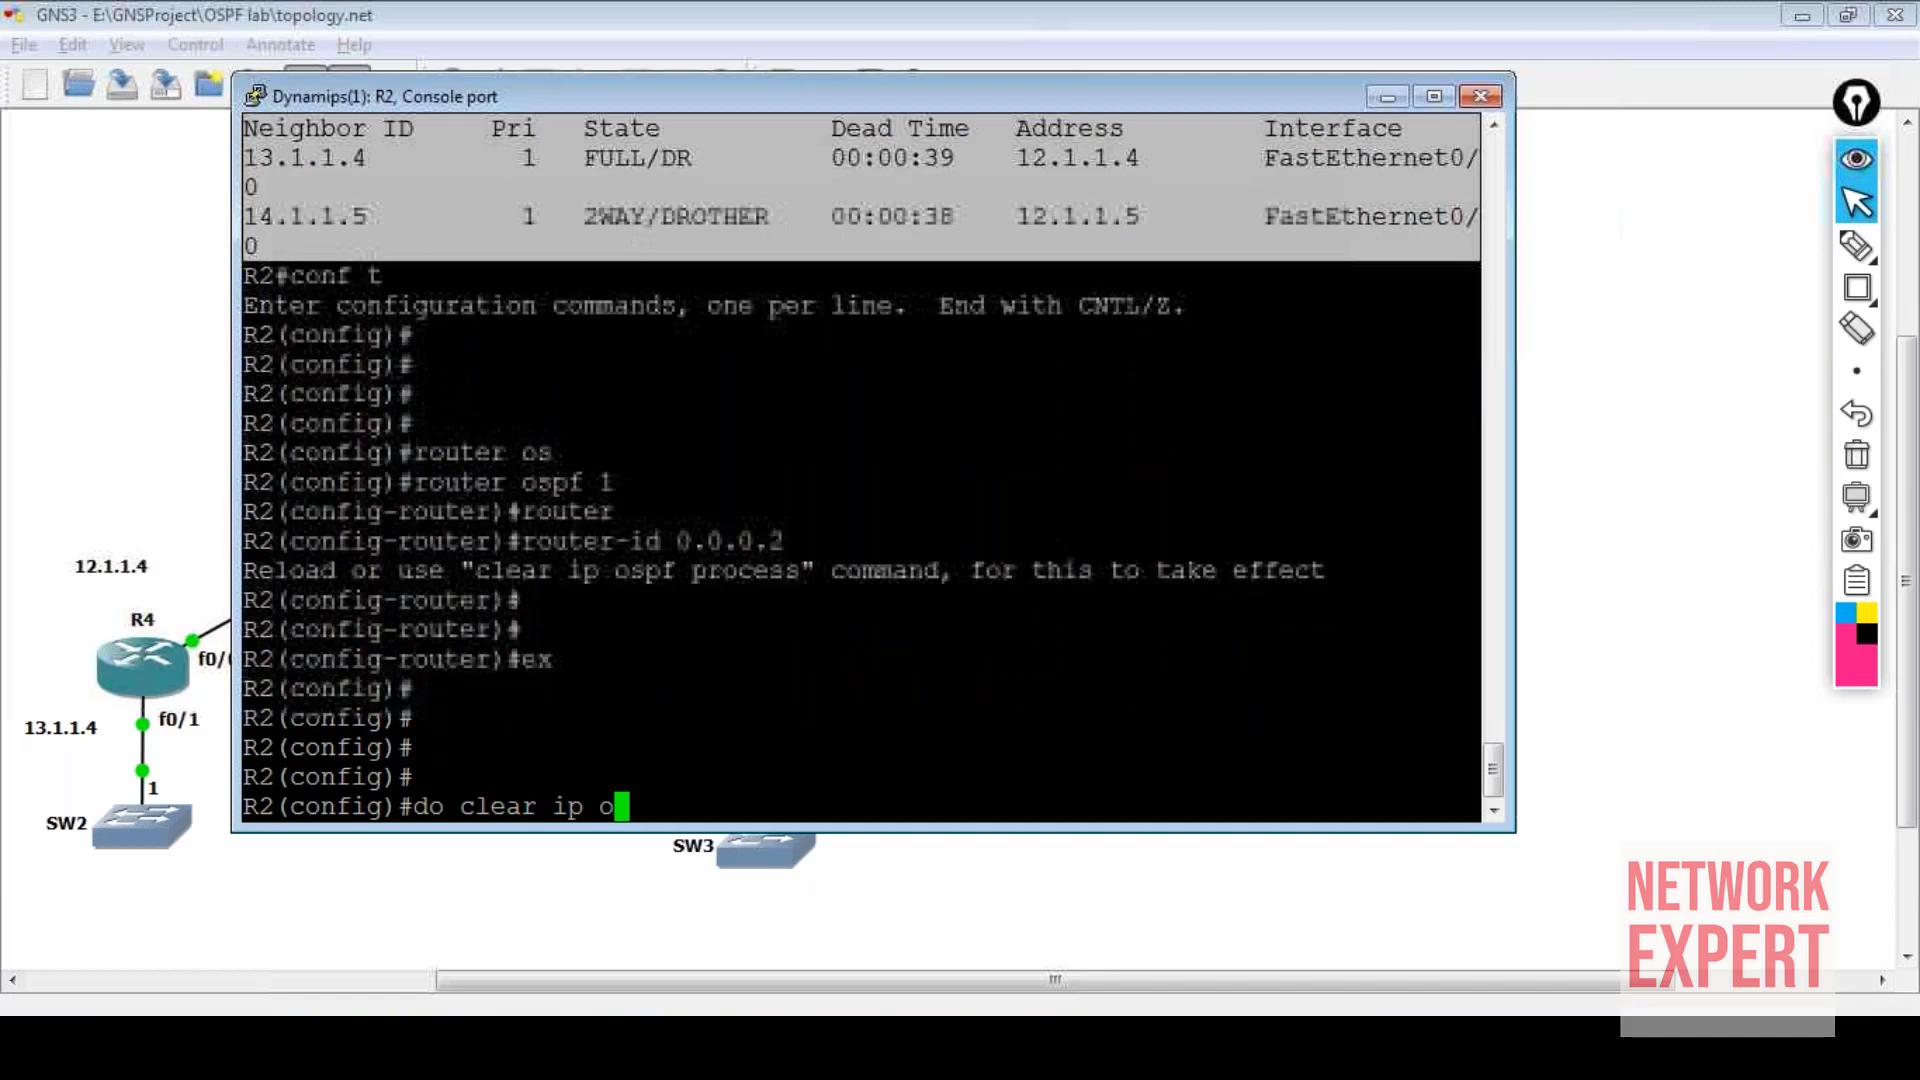 GNS3 - E:\GNSProject\OSPF lab\topology.net
File Edit View Control Annotate Help
Dynamips(1): R2, Console port
Neighbor ID Pri State Dead Time Address Interface
13.1.1.4 1 FULL/DR 00:00:39 12.1.1.4 FastEthernet0/
0
14.1.1.5 1 2WAY/DROTHER 00:00:38 12.1.1.5 FastEthernet0/
0
R2#conf t
Enter configuration commands, one per line. End with CNTL/Z.
R2(config)#
R2(config)#
R2(config)#
R2(config)#
R2(config)#router os
R2(config)#router ospf 1
R2(config-router)#router
R2(config-router)#router-id 0.0.0.2
Reload or use "clear ip ospf process" command, for this to take effect
R2(config-router)#
R2(config-router)#
R2(config-router)#ex
R2(config)#
R2(config)#
R2(config)#
R2(config)#
R2(config)#do clear ip o
12.1.1.4
R4
f0/
13.1.1.4
f0/1
1
SW2
SW3
NETWORK
EXPERT